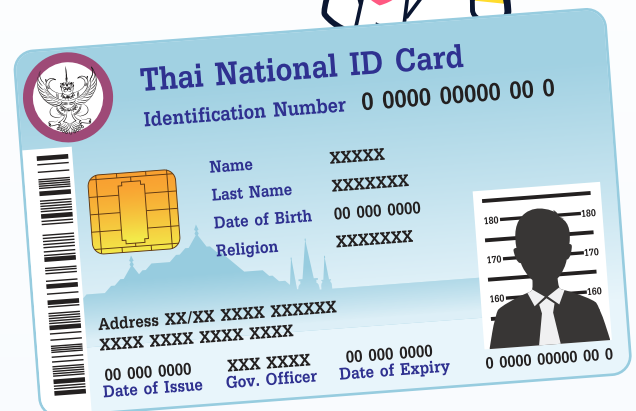 Thai National ID Card
Identification Number 0 0000 00000 00 0
Name XXXXX
Last Name XXXXXXX
Date of Birth 00 000 0000
Religion XXXXXXX
180 180
170 170
160 160
Address XX/XX XXXX XXXXXX
XXXX XXXX XXXX XXXX
00 000 0000 XXX XXXX 00 000 0000
Date of Issue Gov. Officer Date of Expiry
0 0000 00000 00 0